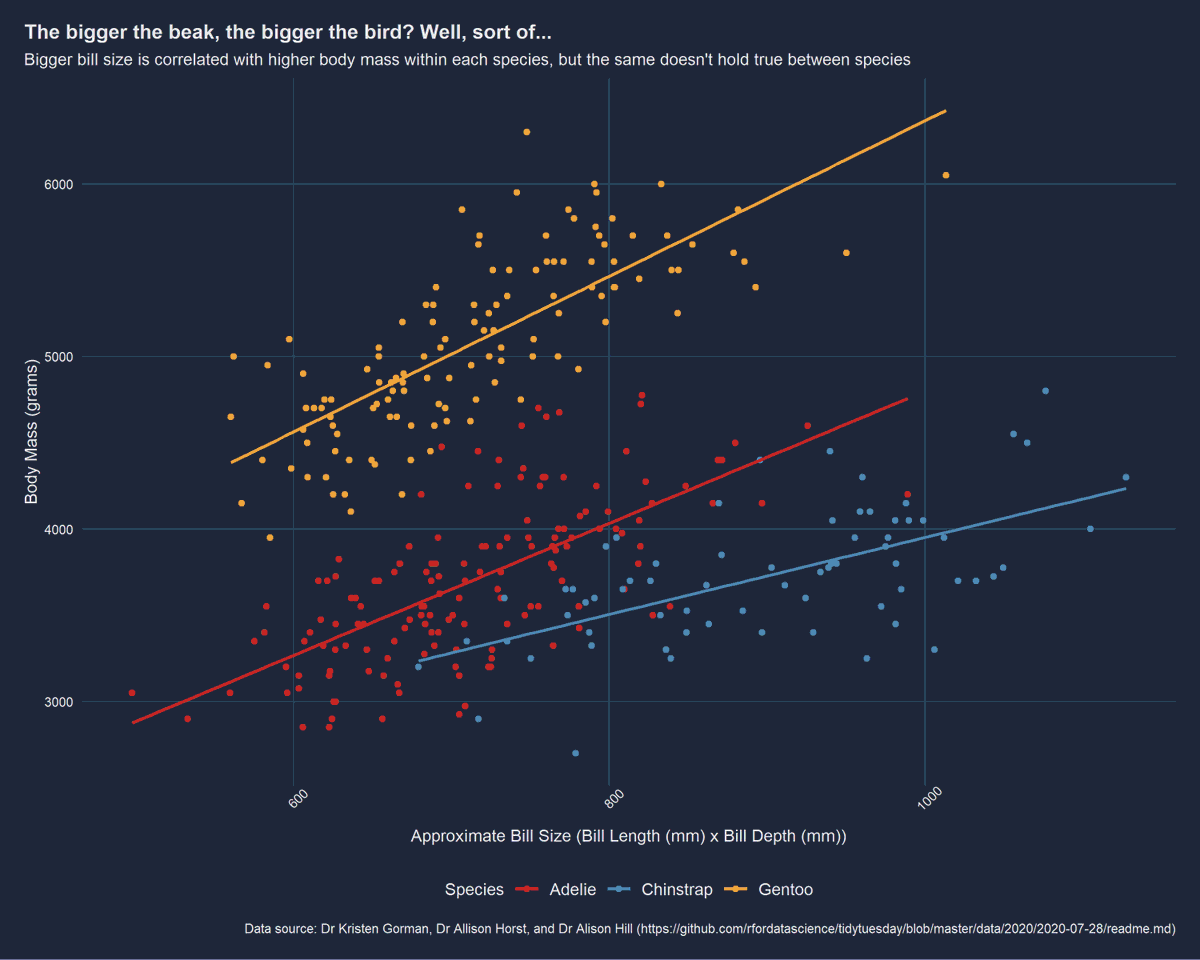 The bigger the beak, the bigger the bird? Well, sort of...
Bigger bill size is correlated with higher body mass within each species, but the same doesn't hold true between species
Body Mass (grams)
6000
5000
4000
3000
600
800
1000
Approximate Bill Size (Bill Length (mm) x Bill Depth (mm))
Species Adelie Chinstrap Gentoo
Data source: Dr Kristen Gorman, Dr Allison Horst, and Dr Alison Hill (https://github.com/rfordatascience/tidytuesday/blob/master/data/2020/2020-07-28/readme.md)